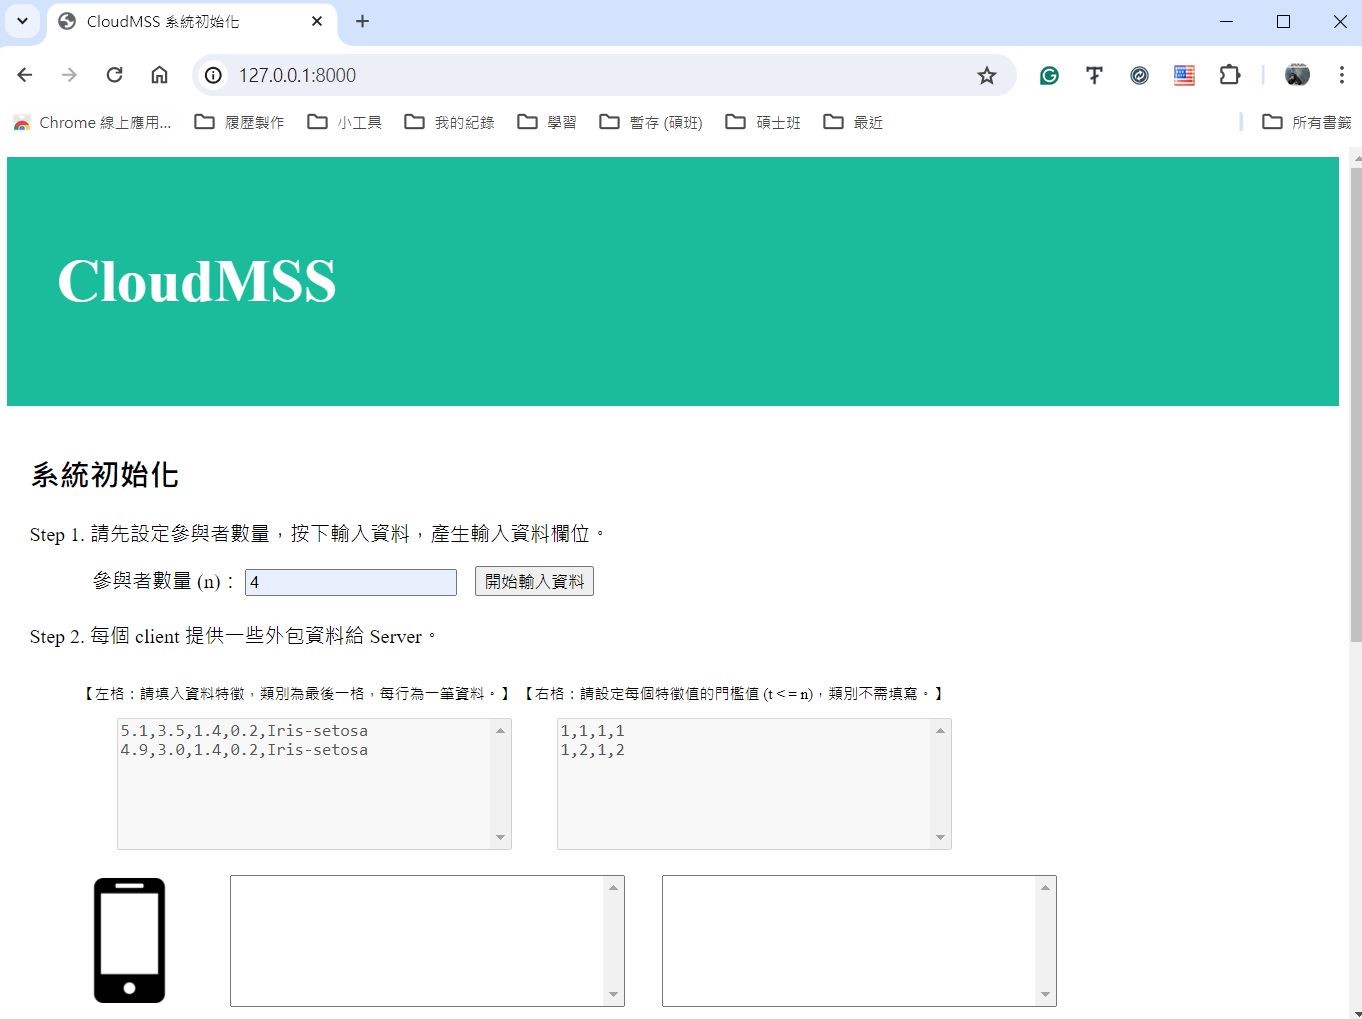 CloudMSS 系統初始化
127.0.0.1:8000
Chrome 線上應用... 履歷製作 小工具 我的紀錄 學習 暫存 (碩班) 碩士班 最近 所有書籤
CloudMSS
系統初始化
Step 1. 請先設定參與者數量，按下輸入資料，產生輸入資料欄位。
參與者數量 (n)： 4 開始輸入資料
Step 2. 每個 client 提供一些外包資料給 Server。
【左格：請填入資料特徵，類別為最後一格，每行為一筆資料。】 【右格：請設定每個特徵值的門檻值 (t < = n)，類別不需填寫。】
5.1,3.5,1.4,0.2,Iris-setosa
4.9,3.0,1.4,0.2,Iris-setosa
1,1,1,1
1,2,1,2